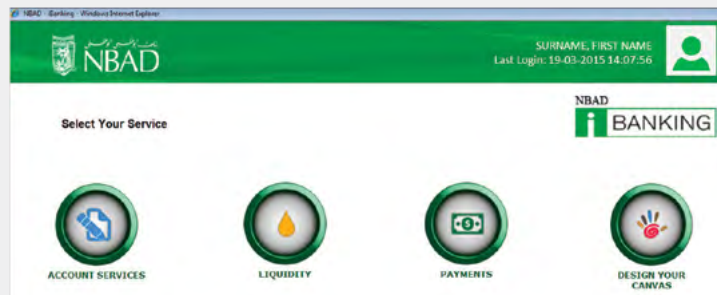 NBAD - iBanking - Windows Internet Explorer
NBAD
SURNAME, FIRST NAME
Last Login: 19-03-2015 14:07:56
Select Your Service
NBAD
i BANKING
ACCOUNT SERVICES
LIQUIDITY
PAYMENTS
DESIGN YOUR
CANVAS